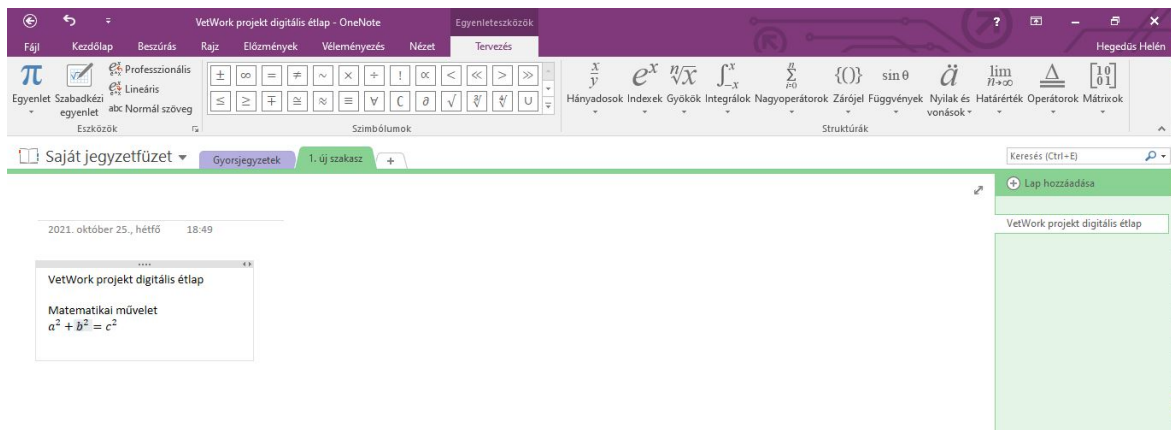 VetWork projekt digitális étlap - OneNote
Egyenleteszközök
?
Fájl Kezdőlap Beszúrás Rajz Előzmények Véleményezés Nézet Tervezés
Hegedüs Helén
π Egyenlet
Szabadkézi egyenlet
Professzionális
Lineáris
abc Normál szöveg
Eszközök
± ∞ = ≠ ~ × ÷ ! ∝ < ≪ > ≫
≤ ≥ ∓ ≅ ≈ ≡ ∀ ∁ ∂ √ ∛ ∜ ∪
Szimbólumok
Hányadosok Indexek Gyökök Integrálok Nagyoperátorok Zárójel Függvények Nyilak és vonások Határérték Operátorok Mátrixok
Struktúrák
Saját jegyzetfüzet
Gyorsjegyzetek
1. új szakasz
+
Keresés (Ctrl+E)
Lap hozzáadása
VetWork projekt digitális étlap
2021. október 25., hétfő 18:49
VetWork projekt digitális étlap
Matematikai művelet
a² + b² = c²